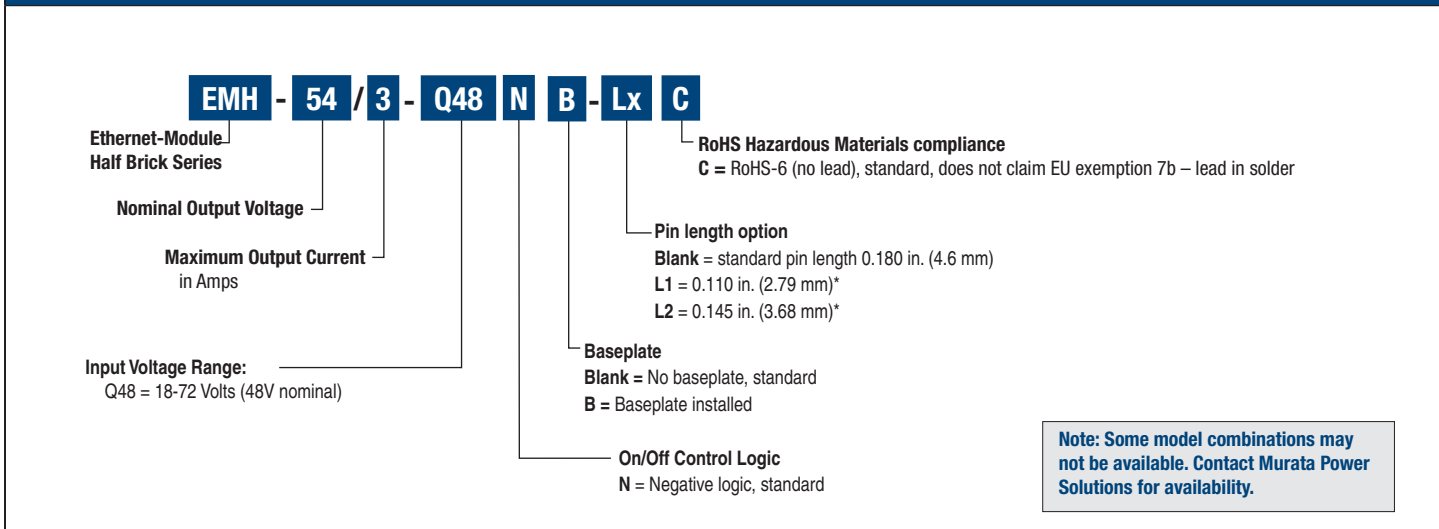 EMH - 54 / 3 - Q48 N B - Lx C
Ethernet-Module
Half Brick Series
RoHS Hazardous Materials compliance
C = RoHS-6 (no lead), standard, does not claim EU exemption 7b – lead in solder
Nominal Output Voltage
Pin length option
Blank = standard pin length 0.180 in. (4.6 mm)
L1 = 0.110 in. (2.79 mm)*
L2 = 0.145 in. (3.68 mm)*
Maximum Output Current
in Amps
Baseplate
Blank = No baseplate, standard
B = Baseplate installed
Input Voltage Range:
Q48 = 18-72 Volts (48V nominal)
On/Off Control Logic
N = Negative logic, standard
Note: Some model combinations may
not be available. Contact Murata Power
Solutions for availability.